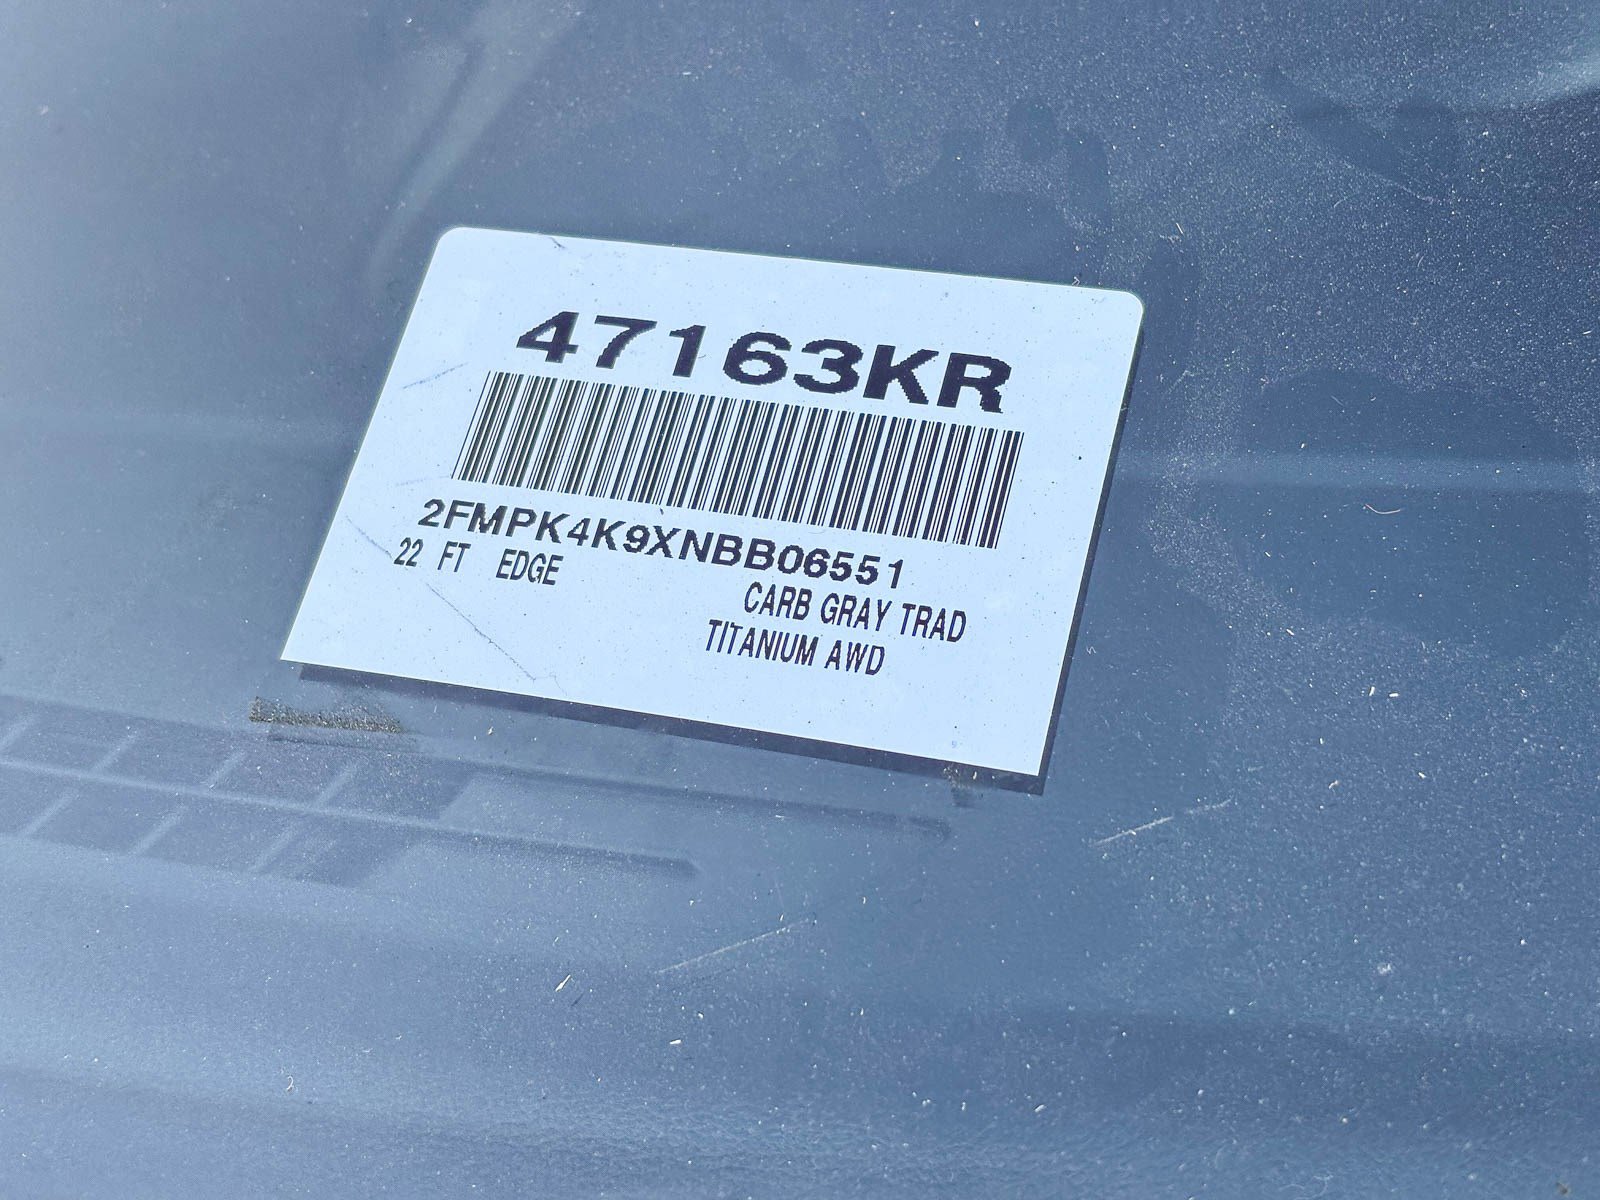 47163KR
2FMPK4K9XNBB06551
22 FT EDGE
CARB GRAY TRAD
TITANIUM AWD